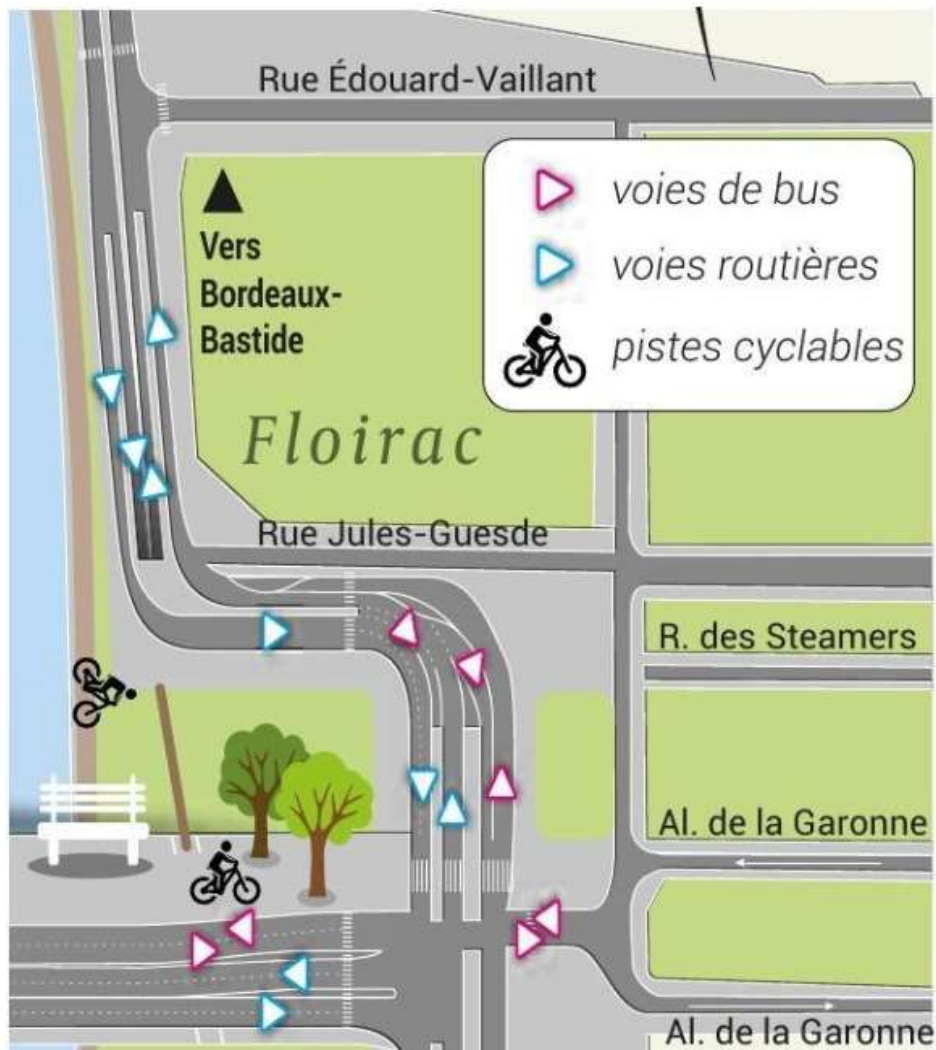 Rue Édouard-Vaillant
voies de bus
voies routières
pistes cyclables
Vers
Bordeaux-
Bastide
Floirac
Rue Jules-Guesde
R. des Steamers
Al. de la Garonne
Al. de la Garonne